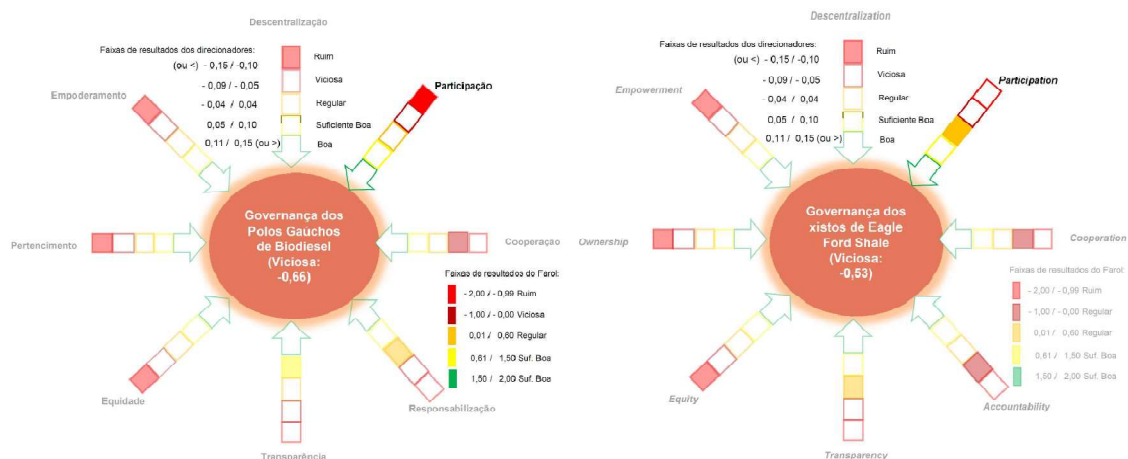 Descentralização
Faixas de resultados dos direcionadores:
(ou <) - 0,15 / -0,10
- 0,09 / - 0,05
- 0,04 / 0,04
0,05 / 0,10
0,11 / 0,15 (ou >)
Ruim
Viciosa
Regular
Suficiente Boa
Boa
Empoderamento
Participação
Pertencimento
Governança dos
Polos Gaúchos
de Biodiesel
(Viciosa:
-0,66)
Cooperação
Faixas de resultados do Farol:
- 2,00 / - 0,99 Ruim
- 1,00 / - 0,00 Viciosa
0,01 / 0,60 Regular
0,61 / 1,50 Suf. Boa
1,50 / 2,00 Suf. Boa
Equidade
Responsabilização
Transparência
Descentralization
Faixas de resultados dos direcionadores:
(ou <) - 0,15 / -0,10
- 0,09 / - 0,05
- 0,04 / 0,04
0,05 / 0,10
0,11 / 0,15 (ou >)
Ruim
Viciosa
Regular
Suficiente Boa
Boa
Empowerment
Participation
Ownership
Governança dos
xistos de Eagle
Ford Shale
(Viciosa:
-0,53)
Cooperation
Faixas de resultados do Farol:
- 2,00 / - 0,99 Ruim
- 1,00 / - 0,00 Regular
0,01 / 0,60 Regular
0,61 / 1,50 Suf. Boa
1,50 / 2,00 Suf. Boa
Equity
Accountability
Transparency